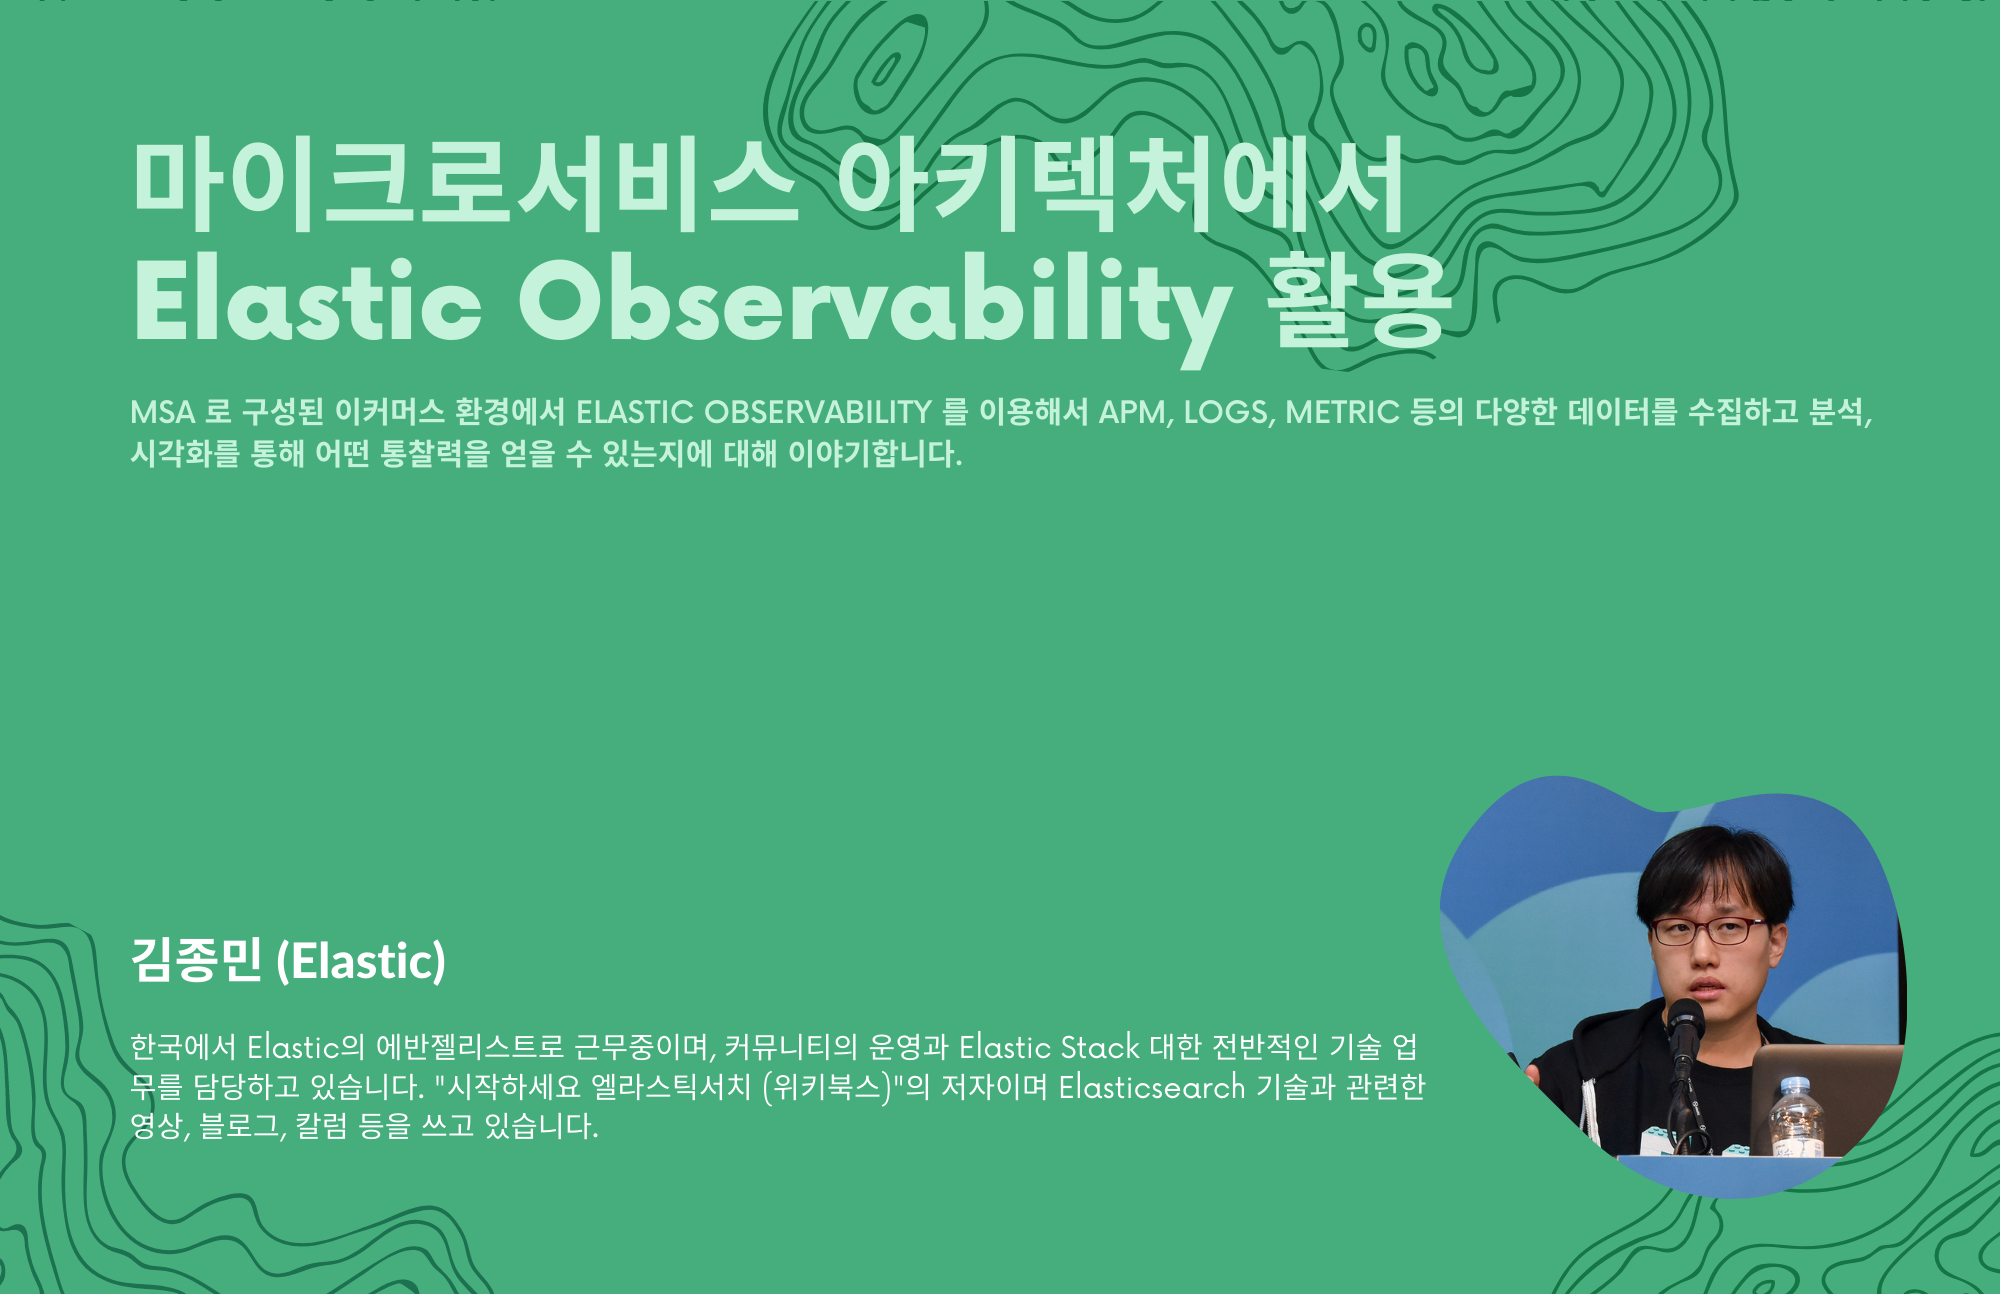 마이크로서비스 아키텍처에서
Elastic Observability 활용
MSA 로 구성된 이커머스 환경에서 ELASTIC OBSERVABILITY 를 이용해서 APM, LOGS, METRIC 등의 다양한 데이터를 수집하고 분석,
시각화를 통해 어떤 통찰력을 얻을 수 있는지에 대해 이야기합니다.
김종민 (Elastic)
한국에서 Elastic의 에반젤리스트로 근무중이며, 커뮤니티의 운영과 Elastic Stack 대한 전반적인 기술 업
무를 담당하고 있습니다. "시작하세요 엘라스틱서치 (위키북스)"의 저자이며 Elasticsearch 기술과 관련한
영상, 블로그, 칼럼 등을 쓰고 있습니다.